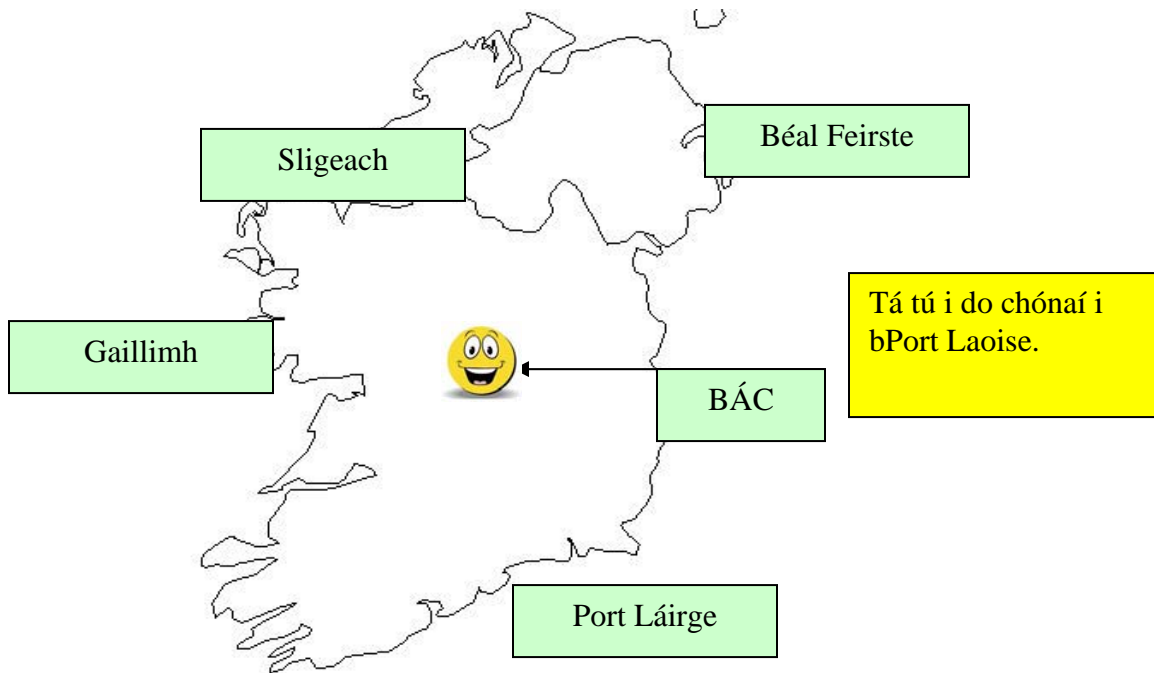 Béal Feirste
Sligeach
Tá tú i do chónaí i
bPort Laoise.
Gaillimh
BÁC
Port Láirge